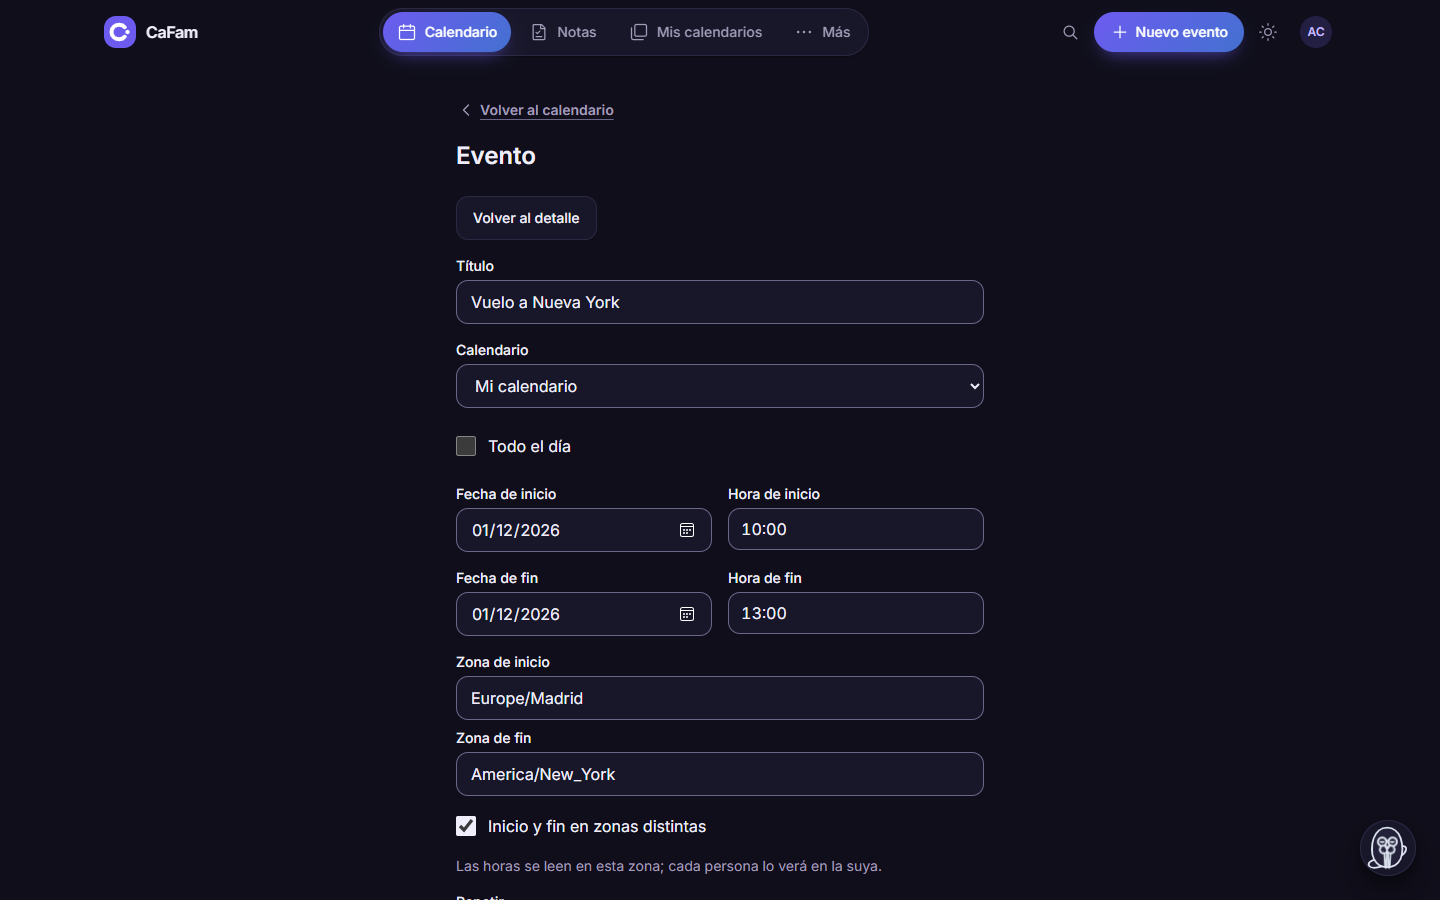 CaFam
Calendario
Notas
Mis calendarios
Más
Nuevo evento
AC
Volver al calendario
Evento
Volver al detalle
Título
Vuelo a Nueva York
Calendario
Mi calendario
Todo el día
Fecha de inicio
Hora de inicio
01/12/2026
10:00
Fecha de fin
Hora de fin
01/12/2026
13:00
Zona de inicio
Europe/Madrid
Zona de fin
America/New_York
Inicio y fin en zonas distintas
Las horas se leen en esta zona; cada persona lo verá en la suya.
Repetir